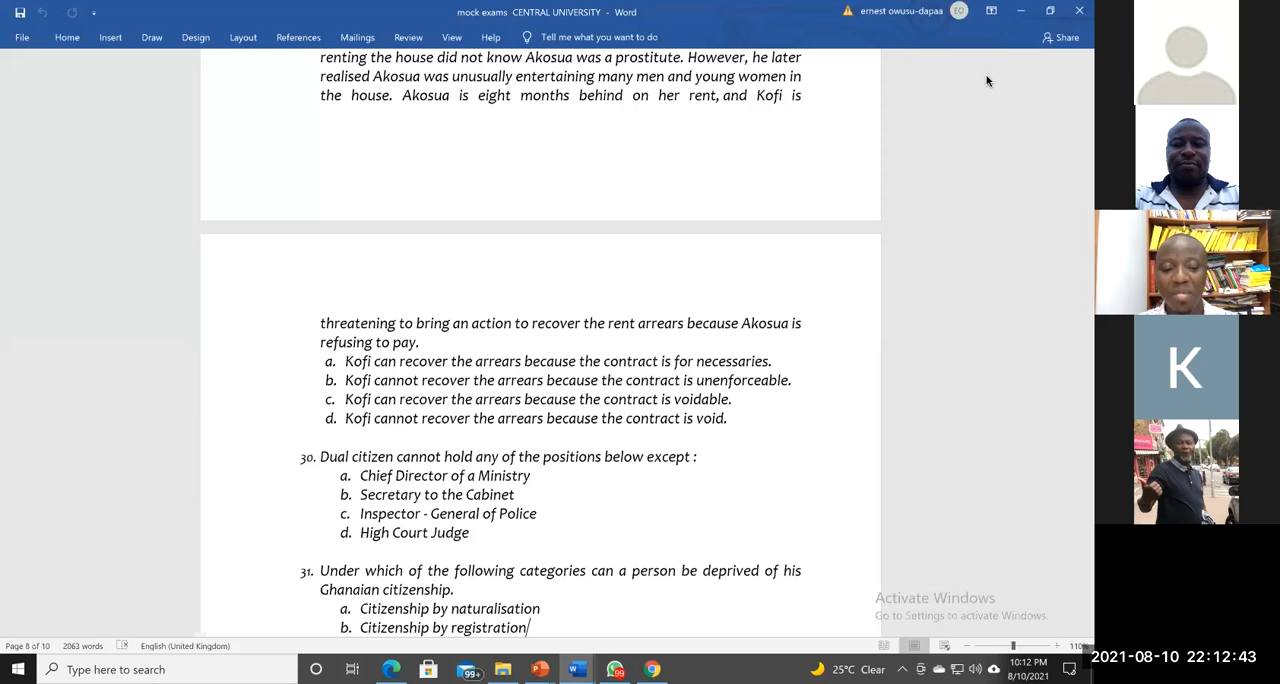 mock exams CENTRAL UNIVERSITY - Word
ernest owusu-dapaa
EO
File Home Insert Draw Design Layout References Mailings Review View Help Tell me what you want to do
Share
renting the house did not know Akosua was a prostitute. However, he later
realised Akosua was unusually entertaining many men and young women in
the house. Akosua is eight months behind on her rent, and Kofi is
threatening to bring an action to recover the rent arrears because Akosua is
refusing to pay.
a. Kofi can recover the arrears because the contract is for necessaries.
b. Kofi cannot recover the arrears because the contract is unenforceable.
c. Kofi can recover the arrears because the contract is voidable.
d. Kofi cannot recover the arrears because the contract is void.
30. Dual citizen cannot hold any of the positions below except :
a. Chief Director of a Ministry
b. Secretary to the Cabinet
c. Inspector - General of Police
d. High Court Judge
31. Under which of the following categories can a person be deprived of his
Ghanaian citizenship.
a. Citizenship by naturalisation
b. Citizenship by registration/
K
Activate Windows
Go to Settings to activate Windows.
Page 8 of 10 2063 words English (United Kingdom)
110%
Type here to search
99+
99
25°C Clear
10:12 PM
8/10/2021
2021-08-10 22:12:43